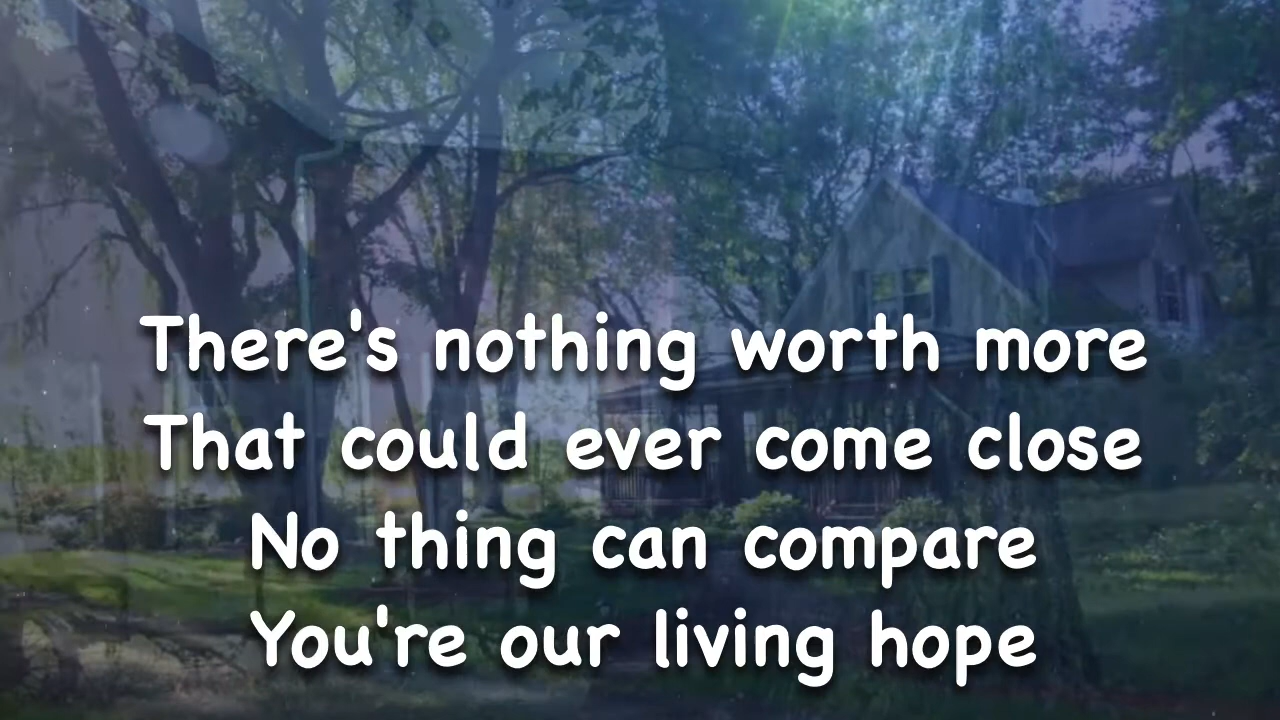 There's nothing worth more
That could ever come close
No thing can compare
You're our living hope